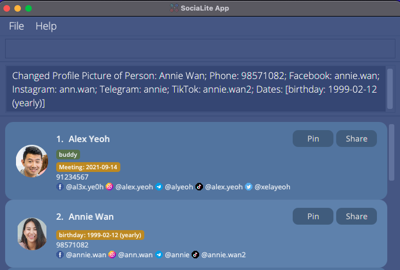 SociaLite App
File Help
Changed Profile Picture of Person: Annie Wan; Phone: 98571082; Facebook: annie.wan;
Instagram: ann.wan; Telegram: annie; TikTok: annie.wan2; Dates: [birthday: 1999-02-12
(yearly)]
1. Alex Yeoh
Pin Share
buddy
Meeting: 2021-09-14
91234567
@al3x.ye0h @alex.yeoh @alyeoh @alex.yeoh @xelayeoh
2. Annie Wan
Pin Share
birthday: 1999-02-12 (yearly)
98571082
@annie.wan @ann.wan @annie @annie.wan2